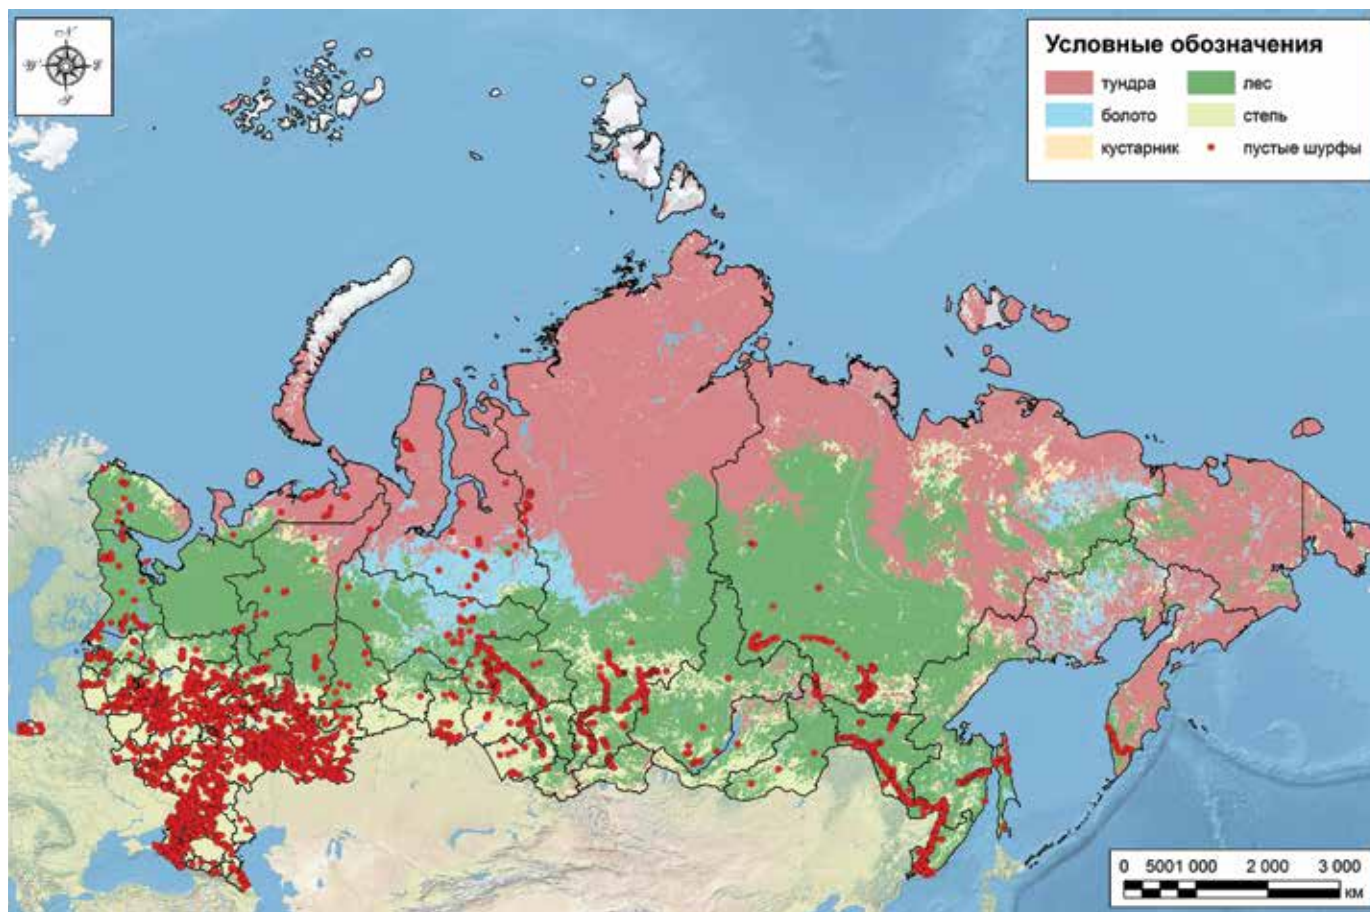 N
W E
S
Условные обозначения
тундра лес
болото степь
кустарник пустые шурфы
0 500 1 000 2 000 3 000
км